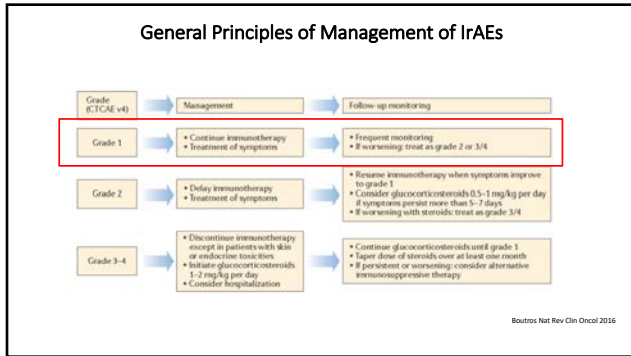 General Principles of Management of IrAEs
Grade
(CTCAE v4)
Management
Follow-up monitoring
Grade 1
• Continue immunotherapy
• Treatment of symptoms
• Frequent monitoring
• If worsening: treat as grade 2 or 3/4
Grade 2
• Delay immunotherapy
• Treatment of symptoms
• Resume immunotherapy when symptoms improve
to grade 1
• Consider glucocorticosteroids 0.5–1 mg/kg per day
if symptoms persist more than 5–7 days
• If worsening with steroids: treat as grade 3/4
Grade 3–4
• Discontinue immunotherapy
except in patients with skin
or endocrine toxicities
• Initiate glucocorticosteroids
1–2 mg/kg per day
• Consider hospitalization
• Continue glucocorticosteroids until grade 1
• Taper dose of steroids over at least one month
• If persistent or worsening: consider alternative
immunosuppressive therapy
Boutros Nat Rev Clin Oncol 2016